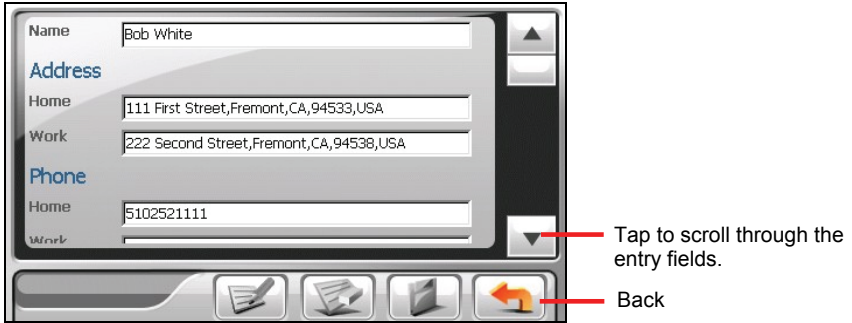 Name Bob White
Address
Home 111 First Street,Fremont,CA,94533,USA
Work 222 Second Street,Fremont,CA,94538,USA
Phone
Home 5102521111
Work
Tap to scroll through the
entry fields.
Back